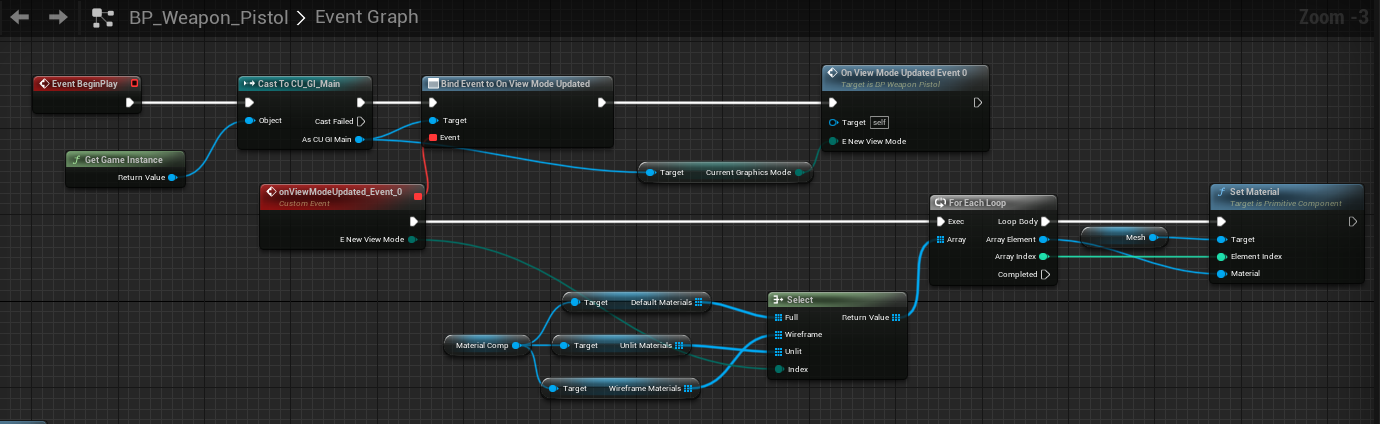 BP_Weapon_Pistol > Event Graph
Zoom -3
Event BeginPlay
Cast To CU_GI_Main
Object
Cast Failed
As CU GI Main
Get Game Instance
Return Value
Bind Event to On View Mode Updated
Target
Event
On View Mode Updated Event 0
Target is BP Weapon Pistol
Target self
E New View Mode
Target Current Graphics Mode
onViewModeUpdated_Event_0
Custom Event
E New View Mode
For Each Loop
Exec Loop Body
Array Array Element
Array Index
Completed
Mesh
Set Material
Target is Primitive Component
Target
Element Index
Material
Material Comp
Target Default Materials
Target Unlit Materials
Target Wireframe Materials
Select
Full Return Value
Wireframe
Unlit
Index